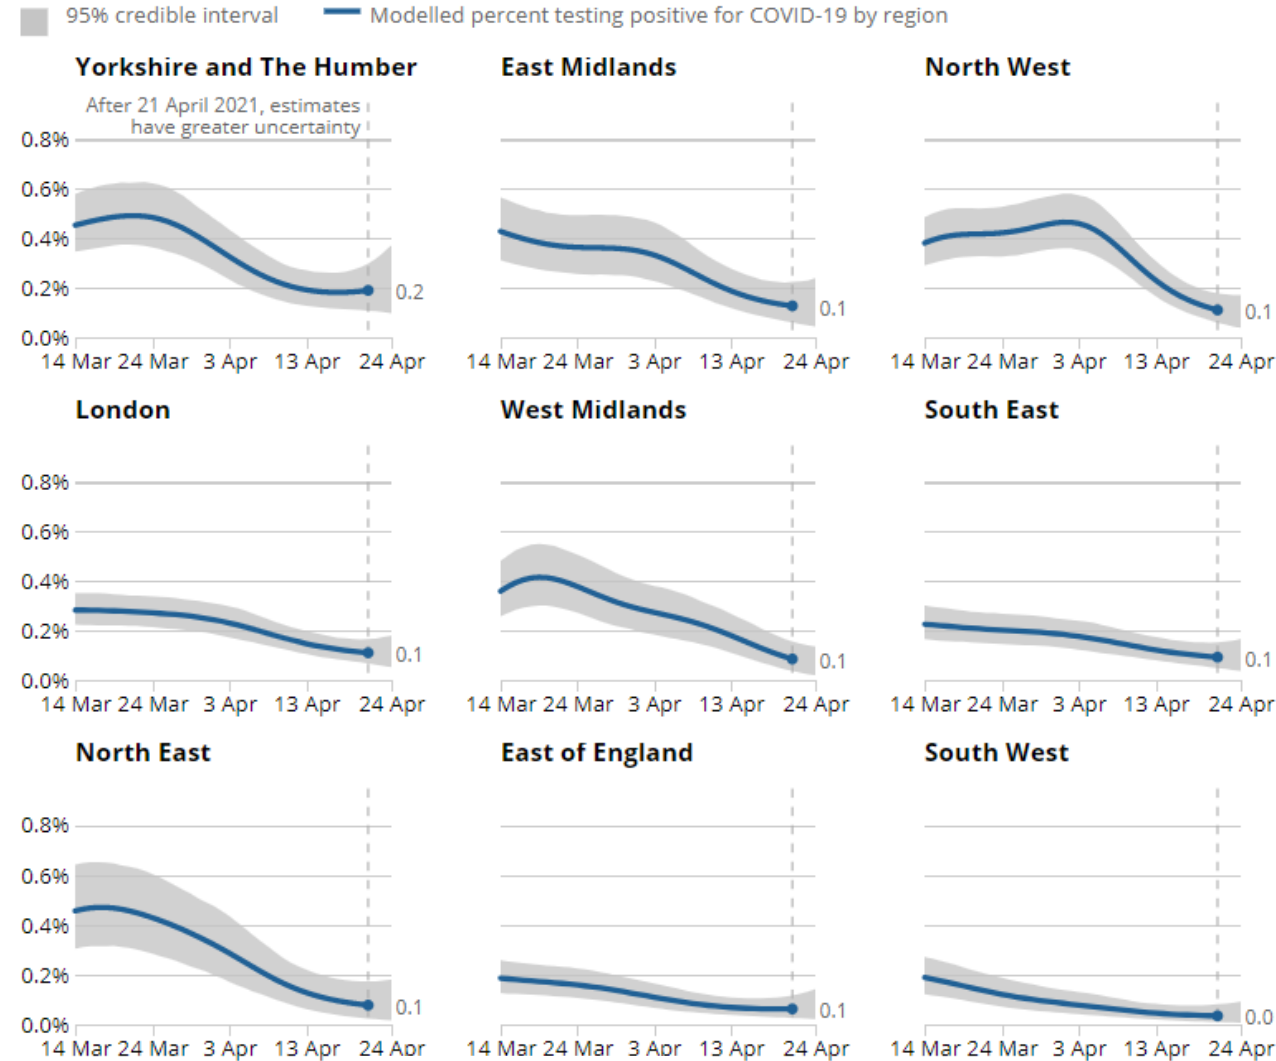 95% credible interval Modelled percent testing positive for COVID-19 by region
Yorkshire and The Humber East Midlands North West
After 21 April 2021, estimates
have greater uncertainty
0.8%
0.6%
0.4%
0.2%
0.2 0.1 0.1
0.0%
14 Mar 24 Mar 3 Apr 13 Apr 24 Apr 14 Mar 24 Mar 3 Apr 13 Apr 24 Apr 14 Mar 24 Mar 3 Apr 13 Apr 24 Apr
London West Midlands South East
0.8%
0.6%
0.4%
0.2%
0.1 0.1 0.1
0.0%
14 Mar 24 Mar 3 Apr 13 Apr 24 Apr 14 Mar 24 Mar 3 Apr 13 Apr 24 Apr 14 Mar 24 Mar 3 Apr 13 Apr 24 Apr
North East East of England South West
0.8%
0.6%
0.4%
0.2%
0.1 0.1 0.0
0.0%
14 Mar 24 Mar 3 Apr 13 Apr 24 Apr 14 Mar 24 Mar 3 Apr 13 Apr 24 Apr 14 Mar 24 Mar 3 Apr 13 Apr 24 Apr